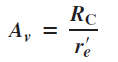 A_v = R_C / r'_e